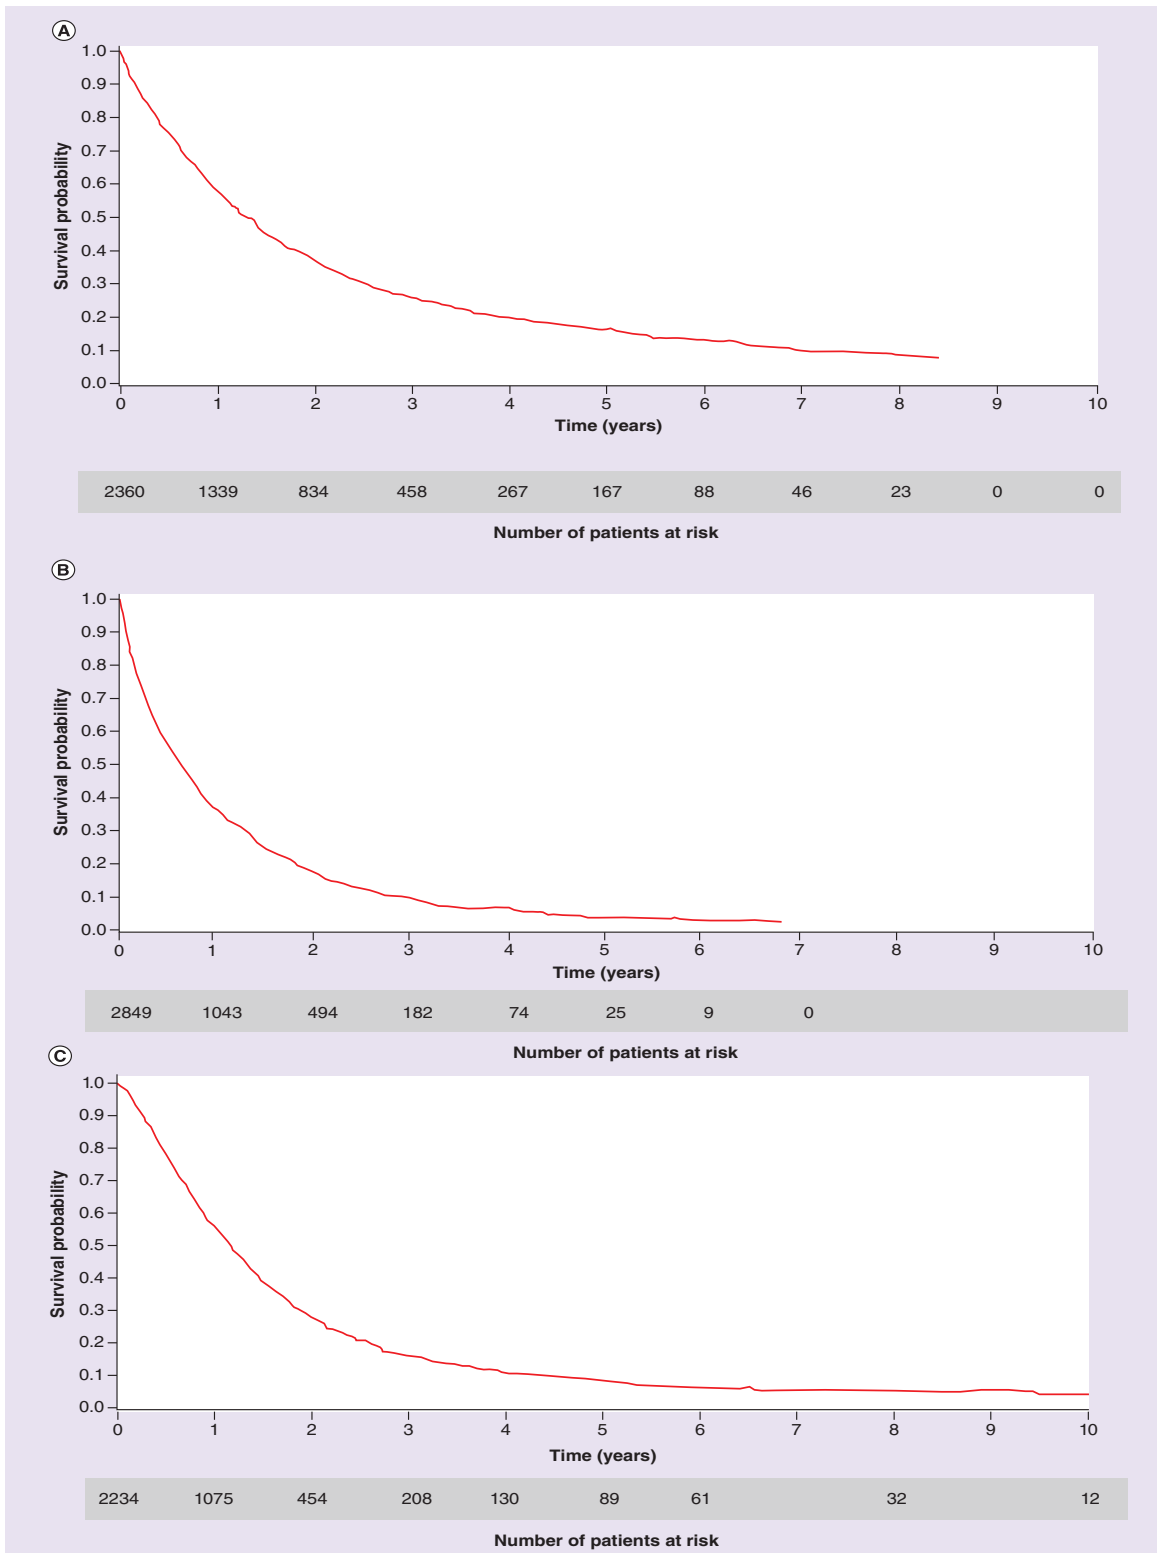 A
1.0
0.9
0.8
0.7
0.6
0.5
0.4
0.3
0.2
0.1
0.0
Survival probability
0 1 2 3 4 5 6 7 8 9 10
Time (years)
2360 1339 834 458 267 167 88 46 23 0 0
Number of patients at risk
B
1.0
0.9
0.8
0.7
0.6
0.5
0.4
0.3
0.2
0.1
0.0
Survival probability
0 1 2 3 4 5 6 7 8 9 10
Time (years)
2849 1043 494 182 74 25 9 0
Number of patients at risk
C
1.0
0.9
0.8
0.7
0.6
0.5
0.4
0.3
0.2
0.1
0.0
Survival probability
0 1 2 3 4 5 6 7 8 9 10
Time (years)
2234 1075 454 208 130 89 61 32 12
Number of patients at risk